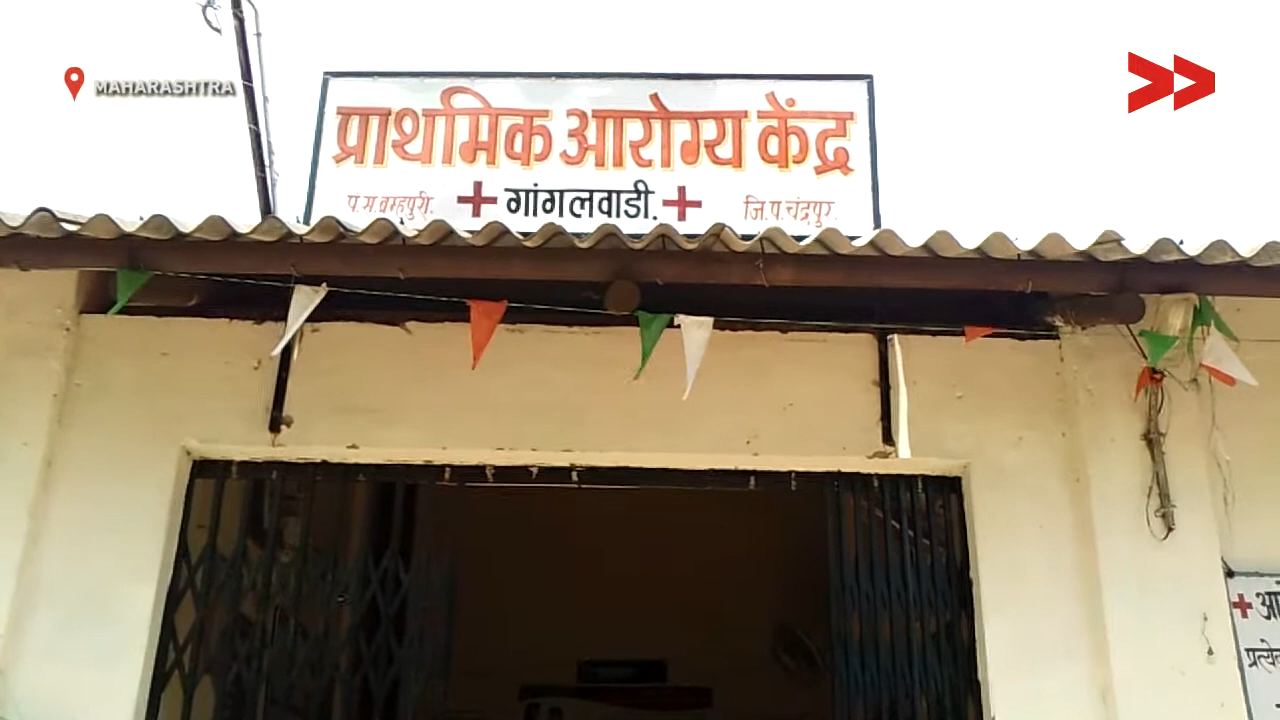 MAHARASHTRA
प्राथमिक आरोग्य केंद्र
प.स.ब्रम्हपुरी. गांगलवाडी. जि.प.चंद्रपुर.